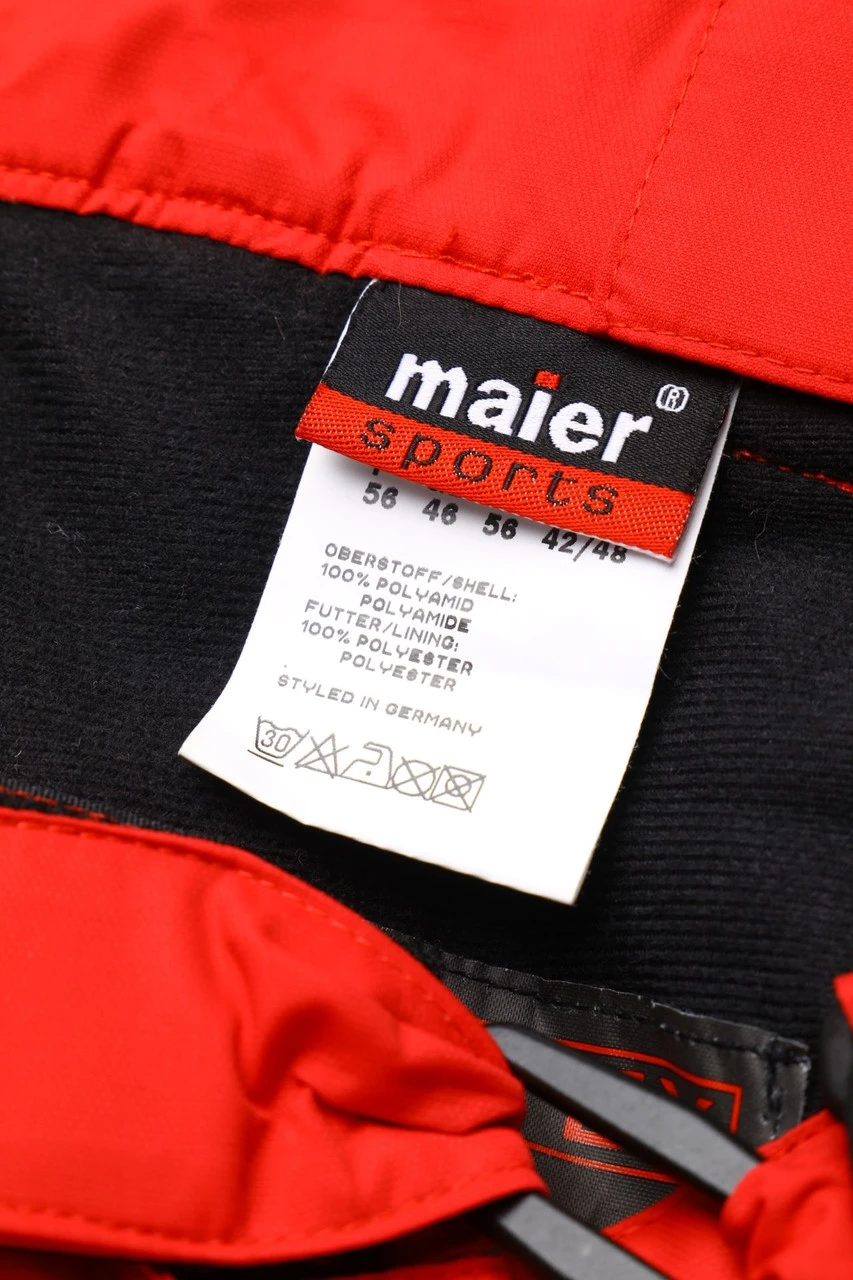 maier®
sports
56 46 56 42/48
OBERSTOFF/SHELL:
100% POLYAMID
POLYAMIDE
FUTTER/LINING:
100% POLYESTER
POLYESTER
STYLED IN GERMANY
30